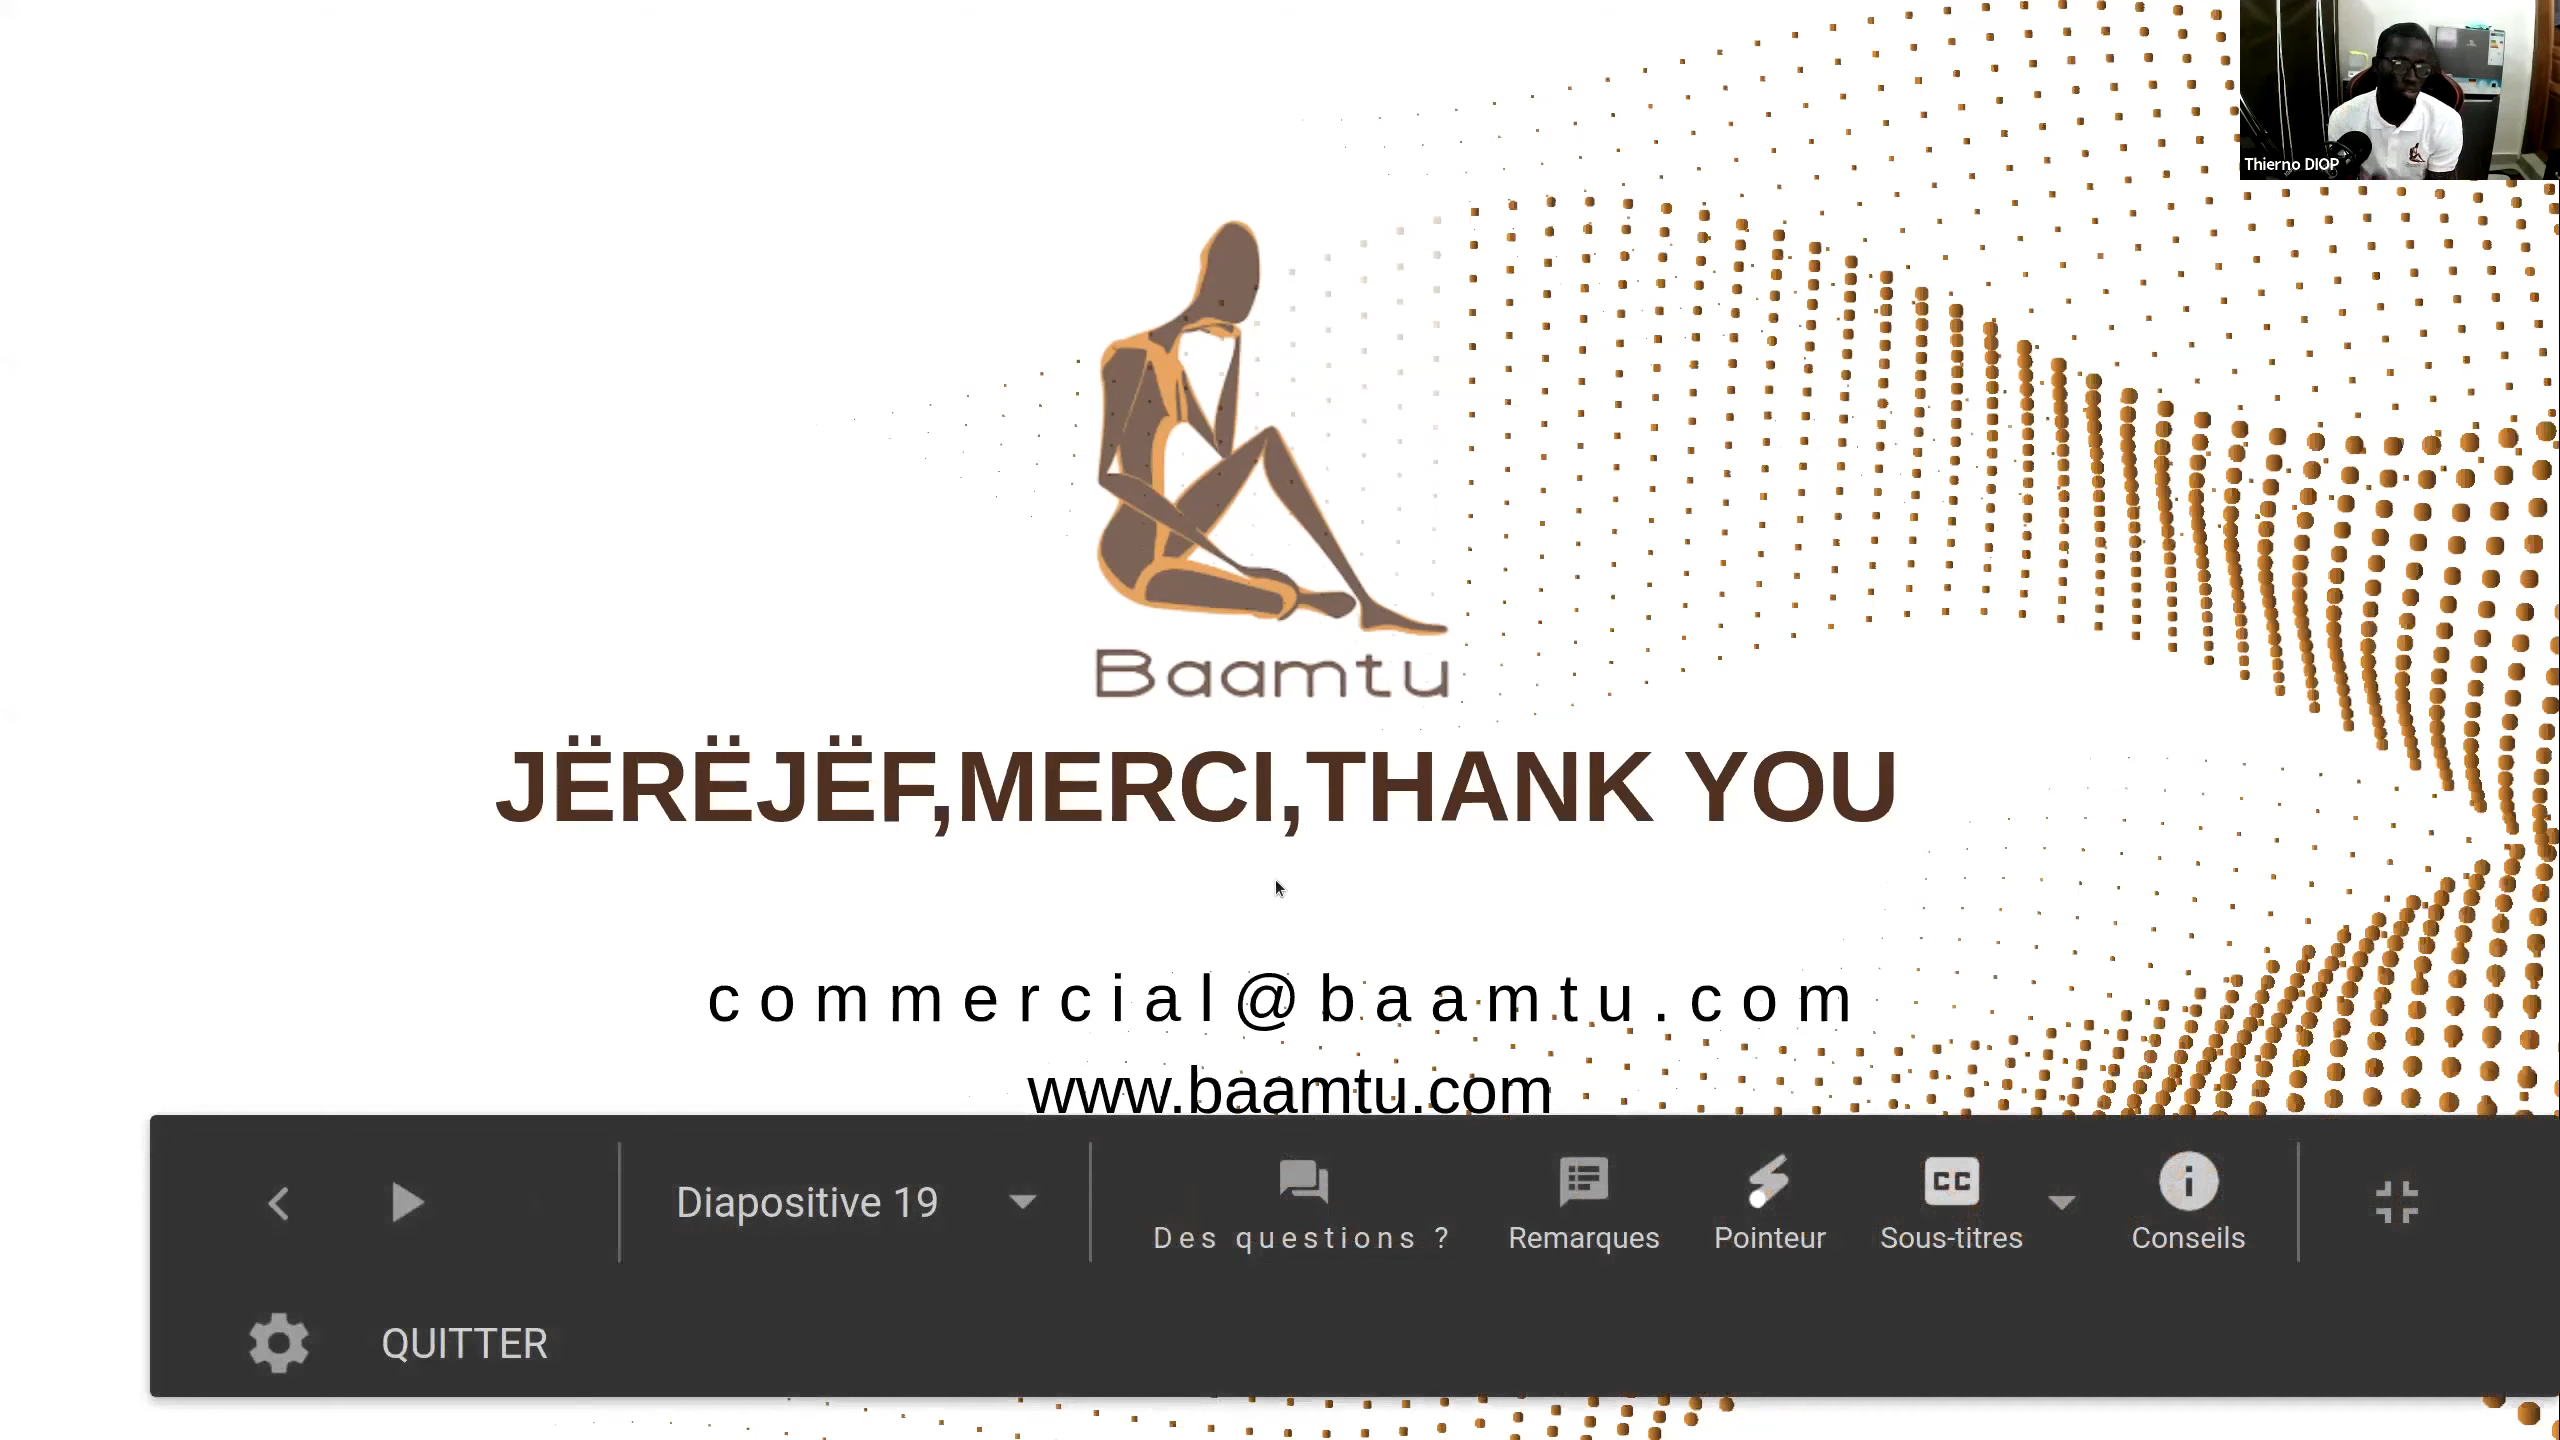 Thierno DIOP
Baamtu
JËRËJËF,MERCI,THANK YOU
commercial@baamtu.com
www.baamtu.com
Diapositive 19
Des questions ?
Remarques
Pointeur
CC
Sous-titres
Conseils
QUITTER